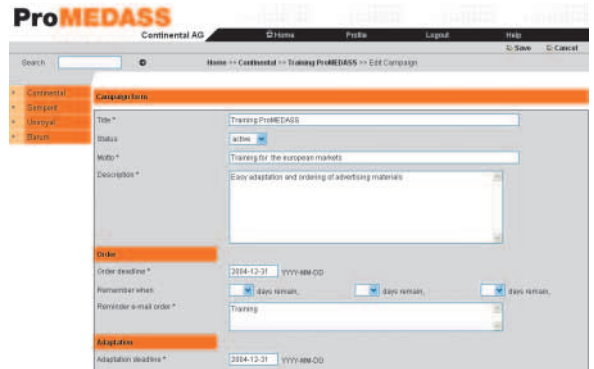 ProMEDASS
Continental AG Home Profile Logout Help
Save Cancel
Search Home >> Continental >> Training ProMEDASS >> Edit Campaign
Continental
Semperit
Uniroyal
Barum
Campaign form
Title * Training ProMEDASS
Status active
Motto * Training for the european markets
Description * Easy adaptation and ordering of advertising materials
Order
Order deadline * 2004-12-31 YYYY-MM-DD
Remember when days remain, days remain, days remain,
Reminder e-mail order * Training
Adaptation
Adaptation deadline * 2004-12-31 YYYY-MM-DD